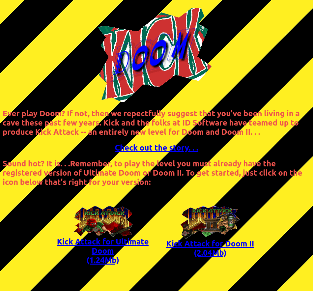 KICK
DOOM
Ever play Doom? If not, then we repectfully suggest that you've been living in a
cave these past few years. Kick and the folks at ID Software have teamed up to
produce Kick Attack -- an entirely new level for Doom and Doom II. . .
Check out the story. . .
Sound hot? It is. . .Remember, to play the level you must already have the
registered version of Ultimate Doom or Doom II. To get started, just click on the
icon below that's right for your version:
Kick Attack for Ultimate
Doom
Kick Attack for Doom II